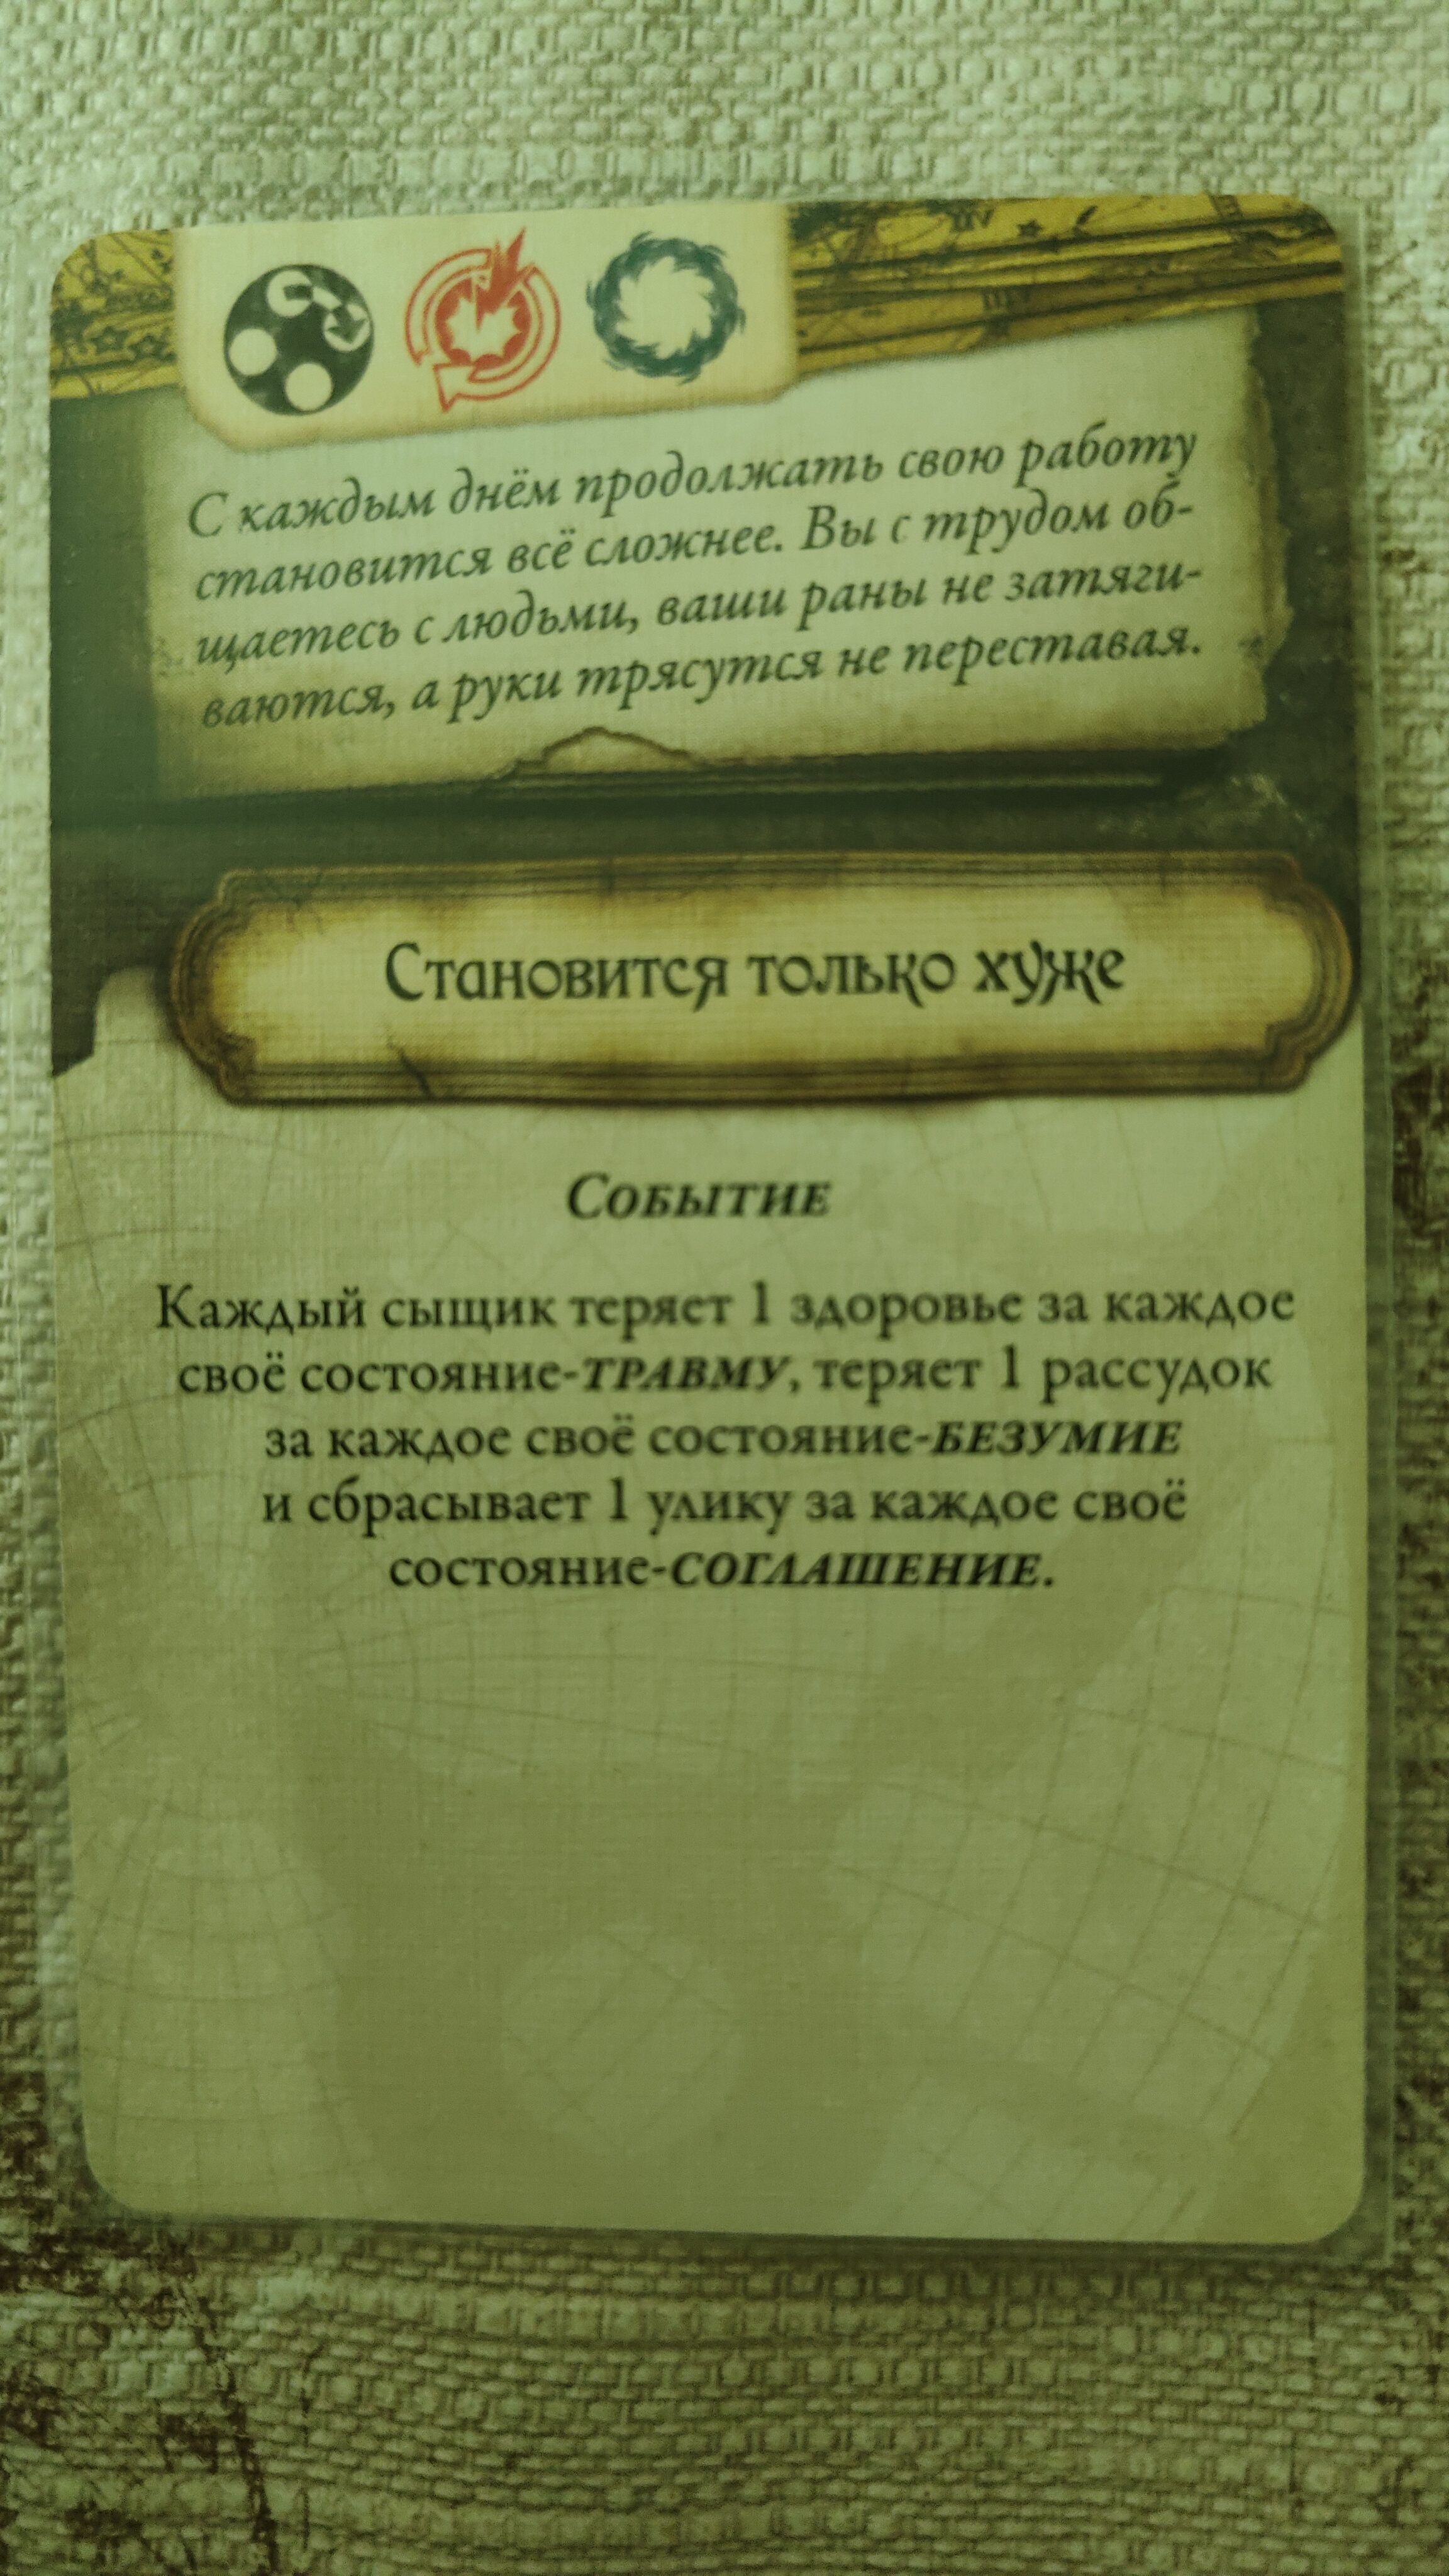 С каждым днём продолжать свою работу
становится всё сложнее. Вы с трудом об-
щаетесь с людьми, ваши раны не затяги-
ваются, а руки трясутся не переставая.
Становится только хуже
Событие
Каждый сыщик теряет 1 здоровье за каждое
своё состояние-ТРАВМУ, теряет 1 рассудок
за каждое своё состояние-БЕЗУМИЕ
и сбрасывает 1 улику за каждое своё
состояние-СОГЛАШЕНИЕ.